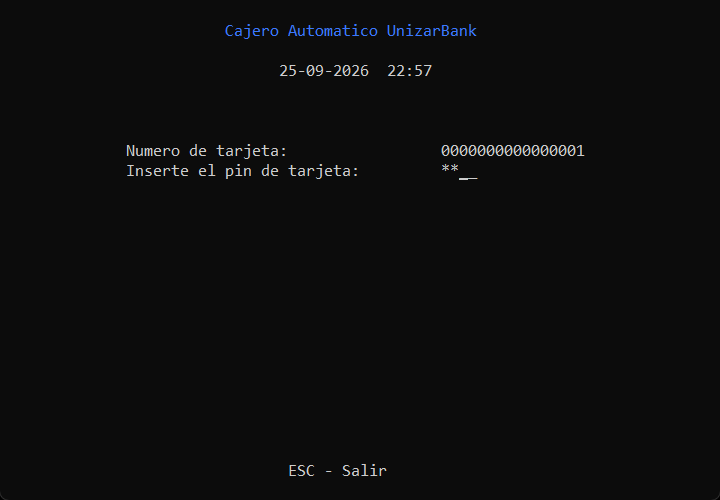 Cajero Automatico UnizarBank
25-09-2026  22:57
Numero de tarjeta: 0000000000000001
Inserte el pin de tarjeta: **__
ESC - Salir